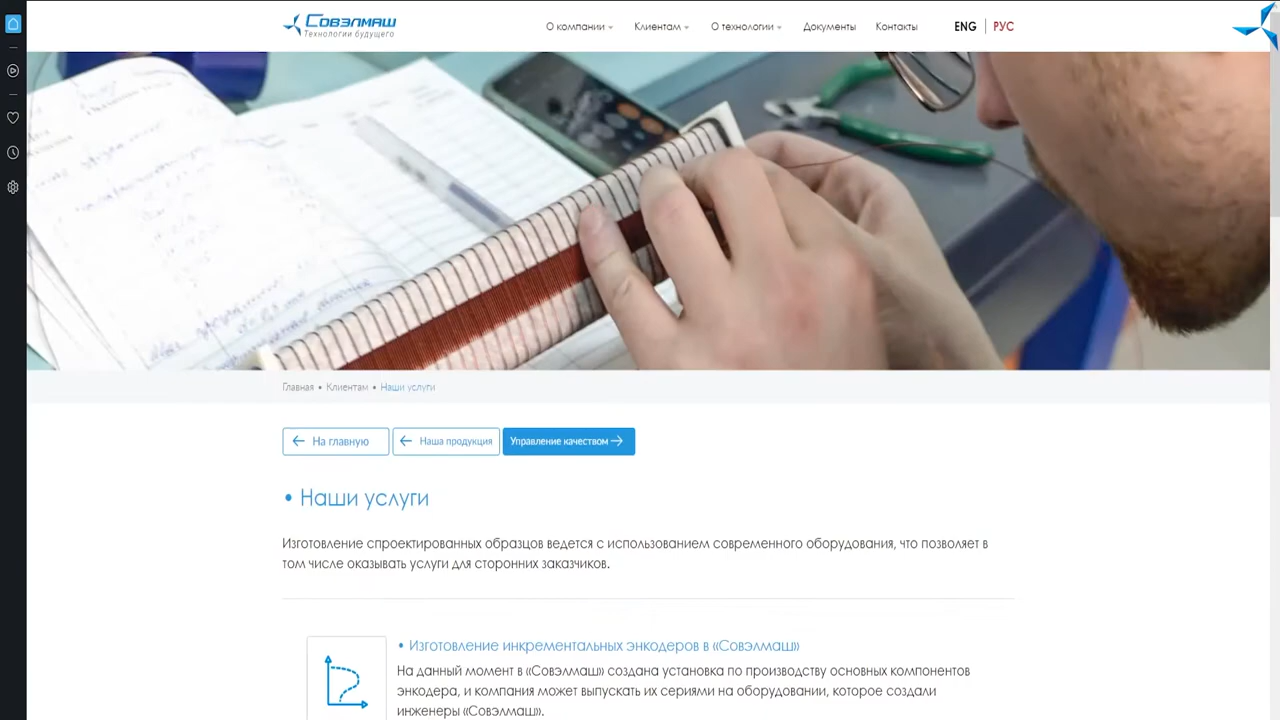 Совэлмаш
Технологии будущего
О компании Клиентам О технологии Документы Контакты ENG РУС
Главная • Клиентам • Наши услуги
На главную Наша продукция Управление качеством
• Наши услуги
Изготовление спроектированных образцов ведется с использованием современного оборудования, что позволяет в
том числе оказывать услуги для сторонних заказчиков.
• Изготовление инкрементальных энкодеров в «Совэлмаш»
На данный момент в «Совэлмаш» создана установка по производству основных компонентов
энкодера, и компания может выпускать их сериями на оборудовании, которое создали
инженеры «Совэлмаш».